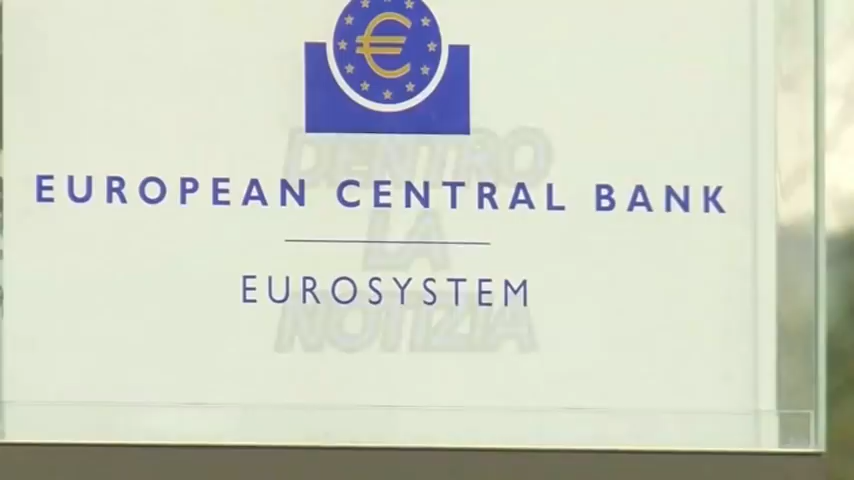 €
EUROPEAN CENTRAL BANK
EUROSYSTEM
DENTRO
LA
NOTIZIA